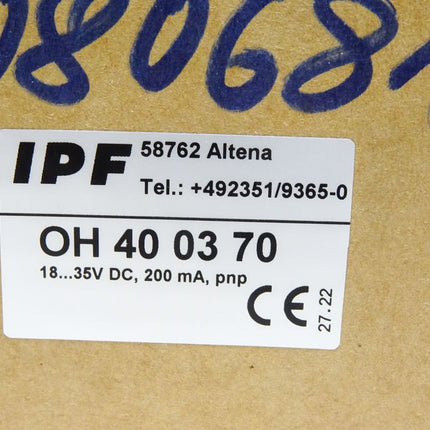 08068
IPF 58762 Altena
Tel.: +492351/9365-0
OH 40 03 70
18...35V DC, 200 mA, pnp
CE
27.22